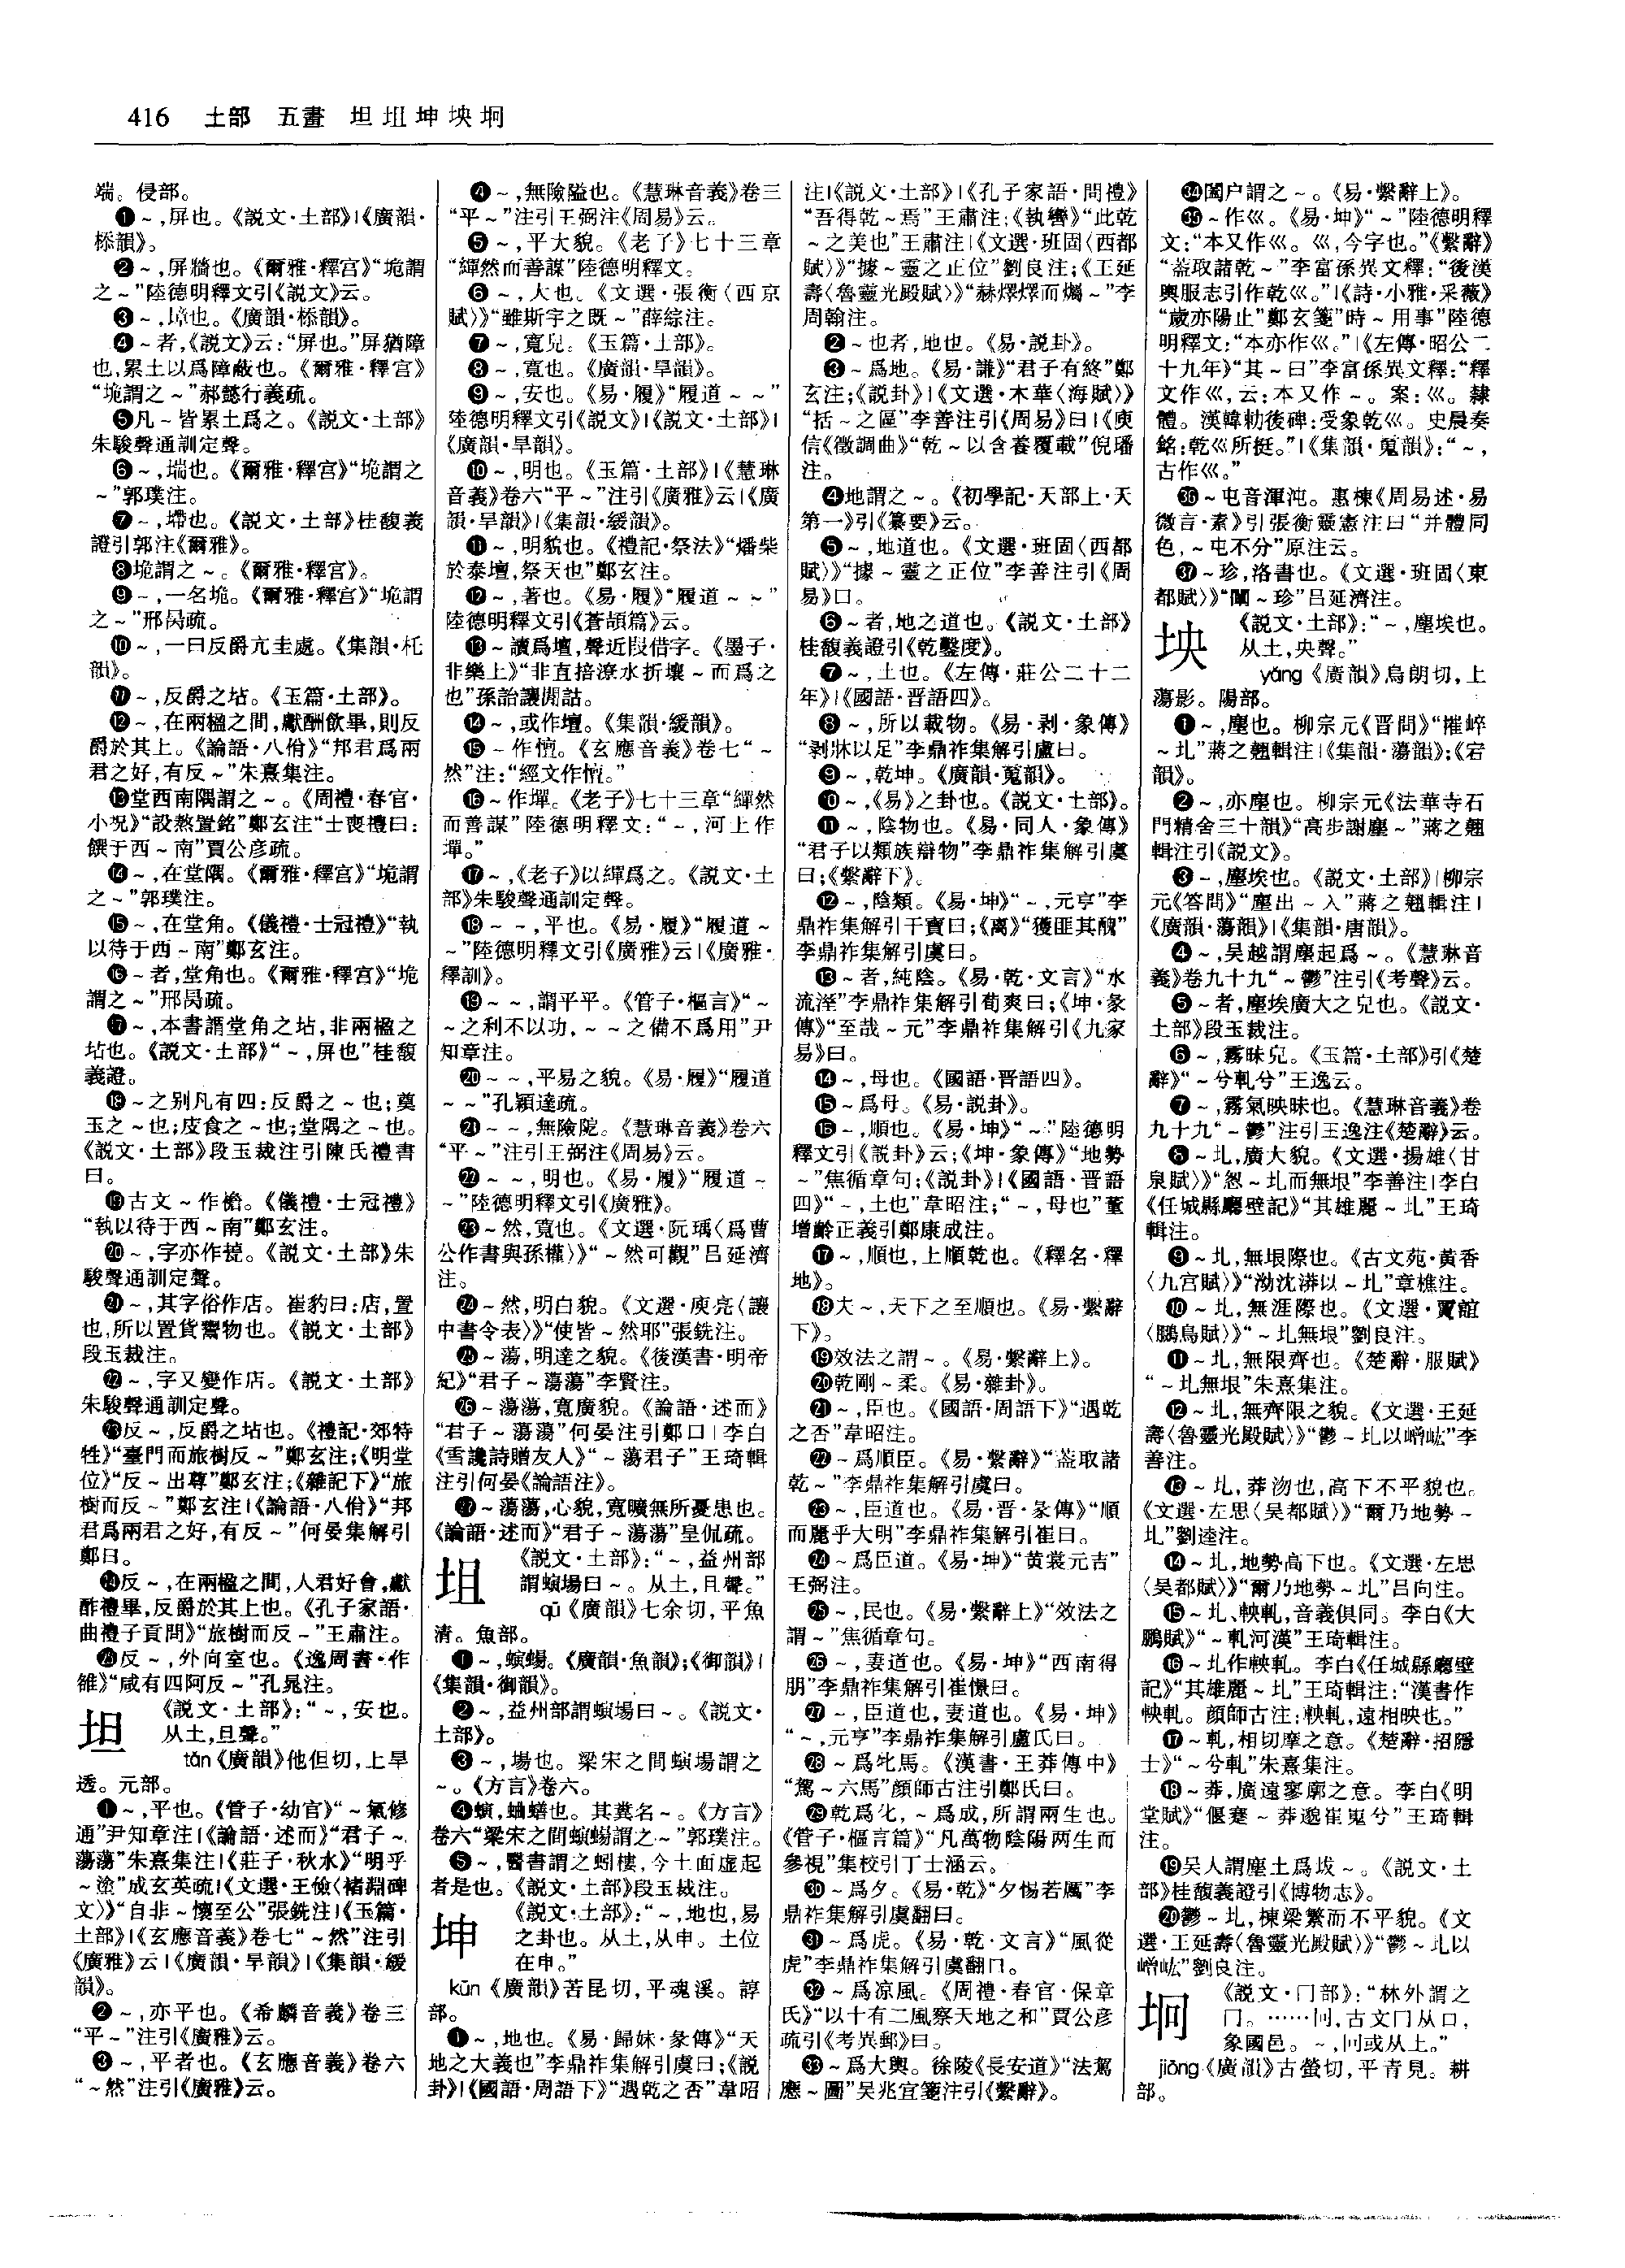 416 土部 五畫 坦坥坤坱坰
端。侵部。
❶～,屏也。《説文·土部》|《廣韻·
㮇韻》。
❷～,屏牆也。《爾雅·釋宫》“垝謂
之～”陸德明釋文引《説文》云。
❸～,墇也。《廣韻·㮇韻》。
❹～者,《説文》云:“屏也。”屏猶障
也,累土以爲障蔽也。《爾雅·釋宫》
“垝謂之～”郝懿行義疏。
❺凡～皆累土爲之。《説文·土部》
朱駿聲通訓定聲。
❻～,㙐也。《爾雅·釋宫》“垝謂之
～”郭璞注。
❼～,墆也。《説文·土部》桂馥義
證引郭注《爾雅》。
❽垝謂之～。《爾雅·釋宫》。
❾～,一名垝。《爾雅·釋宫》“垝謂
之～”邢昺疏。
❿～,一曰反爵亢圭處。《集韻·㭉
韻》。
⓫～,反爵之坫。《玉篇·土部》。
⓬～,在兩楹之間,獻酬飲畢,則反
爵於其上。《論語·八佾》“邦君爲兩
君之好,有反～”朱熹集注。
⓭堂西南隅謂之～。《周禮·春官·
小祝》“設熬置銘”鄭玄注“士喪禮曰:
饌于西～南”賈公彦疏。
⓮～,在堂隅。《爾雅·釋宫》“垝謂
之～”郭璞注。
⓯～,在堂角。《儀禮·士冠禮》“執
以待于西～南”鄭玄注。
⓰～者,堂角也。《爾雅·釋宫》“垝
謂之～”邢昺疏。
⓱～,本書謂堂角之坫,非兩楹之
坫也。《説文·土部》“～,屏也”桂馥
義證。
⓲～之别凡有四:反爵之～也;奠
玉之～也;皮食之～也;堂隅之～也。
《説文·土部》段玉裁注引陳氏禮書
曰。
⓳古文～作襜。《儀禮·士冠禮》
“執以待于西～南”鄭玄注。
⓴～,字亦作㙠。《説文·土部》朱
駿聲通訓定聲。
㉑～,其字俗作店。崔豹曰:店,置
也,所以置貨鬻物也。《説文·土部》
段玉裁注。
㉒～,字又變作店。《説文·土部》
朱駿聲通訓定聲。
㉓反～,反爵之坫也。《禮記·郊特
牲》“臺門而旅樹反～”鄭玄注;《明堂
位》“反～出尊”鄭玄注;《雜記下》“旅
樹而反～”鄭玄注|《論語·八佾》“邦
君爲兩君之好,有反～”何晏集解引
鄭曰。
㉔反～,在兩楹之間,人君好會,獻
酢禮畢,反爵於其上也。《孔子家語·
曲禮子貢問》“旅樹而反～”王肅注。
㉕反～,外向室也。《逸周書·作
雒》“咸有四阿反～”孔晁注。
坦 《説文·土部》:“～,安也。
从土,旦聲。”
tǎn《廣韻》他但切,上旱
透。元部。
❶～,平也。《管子·幼官》“～氣修
通”尹知章注|《論語·述而》“君子～
蕩蕩”朱熹集注|《莊子·秋水》“明乎
～塗”成玄英疏|《文選·王儉〈褚淵碑
文〉》“自非～懷至公”張銑注|《玉篇·
土部》|《玄應音義》卷七“～然”注引
《廣雅》云|《廣韻·旱韻》|《集韻·緩
韻》。
❷～,亦平也。《希麟音義》卷三
“平～”注引《廣雅》云。
❸～,平者也。《玄應音義》卷六
“～然”注引《廣雅》云。
❹～,無險隘也。《慧琳音義》卷三
“平～”注引王弼注《周易》云。
❺～,平大貌。《老子》七十三章
“繟然而善謀”陸德明釋文。
❻～,大也。《文選·張衡〈西京
賦〉》“雖斯宇之既～”薛綜注。
❼～,寬皃。《玉篇·土部》。
❽～,寬也。《廣韻·旱韻》。
❾～,安也。《易·履》“履道～～”
陸德明釋文引《説文》|《説文·土部》|
《廣韻·旱韻》。
❿～,明也。《玉篇·土部》|《慧琳
音義》卷六“平～”注引《廣雅》云|《廣
韻·旱韻》|《集韻·緩韻》。
⓫～,明貌也。《禮記·祭法》“燔柴
於泰壇,祭天也”鄭玄注。
⓬～,著也。《易·履》“履道～～”
陸德明釋文引《蒼頡篇》云。
⓭～讀爲壇,聲近叚借字。《墨子·
非樂上》“非直掊潦水折壞～而爲之
也”孫詒讓閒詁。
⓮～,或作壇。《集韻·緩韻》。
⓯～作憻。《玄應音義》卷七“～
然”注:“經文作憻。”
⓰～作墠。《老子》七十三章“繟然
而善謀”陸德明釋文:“～,河上作
墠。”
⓱～,《老子》以繟爲之。《説文·土
部》朱駿聲通訓定聲。
⓲～～,平也。《易·履》“履道～
～”陸德明釋文引《廣雅》云|《廣雅·
釋訓》。
⓳～～,謂平平。《管子·樞言》“～
～之利不以功,～～之備不爲用”尹
知章注。
⓴～～,平易之貌。《易·履》“履道
～～”孔穎達疏。
㉑～～,無險阸。《慧琳音義》卷六
“平～”注引王弼注《周易》云。
㉒～～,明也。《易·履》“履道～
～”陸德明釋文引《廣雅》。
㉓～然,寬也。《文選·阮瑀〈爲曹
公作書與孫權〉》“～然可觀”吕延濟
注。
㉔～然,明白貌。《文選·庾亮〈讓
中書令表〉》“使皆～然耶”張銑注。
㉕～蕩,明達之貌。《後漢書·明帝
紀》“君子～蕩蕩”李賢注。
㉖～蕩蕩,寬廣貌。《論語·述而》
“君子～蕩蕩”何晏注引鄭曰|李白
《雪讒詩贈友人》“～蕩君子”王琦輯
注引何晏《論語注》。
㉗～蕩蕩,心貌,寬曠無所憂患也。
《論語·述而》“君子～蕩蕩”皇侃疏。
坥 《説文·土部》:“～,益州部
謂螾場曰～。从土,且聲。”
qū《廣韻》七余切,平魚
清。魚部。
❶～,螾蜴。《廣韻·魚韻》;《御韻》|
《集韻·御韻》。
❷～,益州部謂螾場曰～。《説文·
土部》。
❸～,場也。梁宋之間螾場謂之
～。《方言》卷六。
❹螾,蛐蟮也。其糞名～。《方言》
卷六“梁宋之間螾蜴謂之～”郭璞注。
❺～,醫書謂之蚓樓,今土面虚起
者是也。《説文·土部》段玉裁注。
坤 《説文·土部》:“～,地也,易
之卦也。从土,从申。土位
在申。”
kūn《廣韻》苦昆切,平魂溪。諄
部。
❶～,地也。《易·歸妹·彖傳》“天
地之大義也”李鼎祚集解引虞曰;《説
卦》|《國語·周語下》“遇乾之否”韋昭
注|《説文·土部》|《孔子家語·問禮》
“吾得乾～焉”王肅注;《執轡》“此乾
～之美也”王肅注|《文選·班固〈西都
賦〉》“據～靈之正位”劉良注;《王延
壽〈魯靈光殿賦〉》“赫燡燡而爥～”李
周翰注。
❷～也者,地也。《易·説卦》。
❸～爲地。《易·謙》“君子有終”鄭
玄注;《説卦》|《文選·木華〈海賦〉》
“括～之區”李善注引《周易》曰|《庾
信《徵調曲》“乾～以含養覆載”倪璠
注。
❹地謂之～。《初學記·天部上·天
第一》引《纂要》云。
❺～,地道也。《文選·班固〈西都
賦〉》“據～靈之正位”李善注引《周
易》曰。
❻～者,地之道也。《説文·土部》
桂馥義證引《乾鑿度》。
❼～,土也。《左傳·莊公二十二
年》|《國語·晋語四》。
❽～,所以載物。《易·剥·象傳》
“剥牀以足”李鼎祚集解引盧曰。
❾～,乾坤。《廣韻·䰟韻》。
❿～,《易》之卦也。《説文·土部》。
⓫～,陰物也。《易·同人·象傳》
“君子以類族辯物”李鼎祚集解引虞
曰;《繫辭下》。
⓬～,陰類。《易·坤》“～,元亨”李
鼎祚集解引干寶曰;《離》“獲匪其醜”
李鼎祚集解引虞曰。
⓭～者,純陰。《易·乾·文言》“水
流溼”李鼎祚集解引荀爽曰;《坤·彖
傳》“至哉～元”李鼎祚集解引《九家
易》曰。
⓮～,母也。《國語·晋語四》。
⓯～爲母。《易·説卦》。
⓰～,順也。《易·坤》“～”陸德明
釋文引《説卦》云;《坤·象傳》“地勢
～”焦循章句;《説卦》|《國語·晋語
四》“～,土也”韋昭注;“～,母也”董
增齡正義引鄭康成注。
⓱～,順也,上順乾也。《釋名·釋
地》。
⓲大～,天下之至順也。《易·繫辭
下》。
⓳效法之謂～。《易·繫辭上》。
⓴乾剛～柔。《易·雜卦》。
㉑～,臣也。《國語·周語下》“遇乾
之否”韋昭注。
㉒～爲順臣。《易·繫辭》“蓋取諸
乾～”李鼎祚集解引虞曰。
㉓～,臣道也。《易·晋·彖傳》“順
而麗乎大明”李鼎祚集解引崔曰。
㉔～爲臣道。《易·坤》“黄裳元吉”
王弼注。
㉕～,民也。《易·繫辭上》“效法之
謂～”焦循章句。
㉖～,妻道也。《易·坤》“西南得
朋”李鼎祚集解引崔憬曰。
㉗～,臣道也,妻道也。《易·坤》
“～,元亨”李鼎祚集解引盧氏曰。
㉘～爲牝馬。《漢書·王莽傳中》
“駕～六馬”顔師古注引鄭氏曰。
㉙乾爲化,～爲成,所謂兩生也。
《管子·樞言篇》“凡萬物陰陽两生而
參視”集校引丁士涵云。
㉚～爲夕。《易·乾》“夕惕若厲”李
鼎祚集解引虞翻曰。
㉛～爲虎。《易·乾·文言》“風從
虎”李鼎祚集解引虞翻曰。
㉜～爲凉風。《周禮·春官·保章
氏》“以十有二風察天地之和”賈公彦
疏引《考異郵》曰。
㉝～爲大輿。徐陵《長安道》“法駕
應～圖”吴兆宜箋注引《繫辭》。
㉞闔户謂之～。《易·繫辭上》。
㉟～作巛。《易·坤》“～”陸德明釋
文:“本又作巛。巛,今字也。”《繫辭》
“蓋取諸乾～”李富孫異文釋:“後漢
輿服志引作乾巛。”|《詩·小雅·采薇》
“歲亦陽止”鄭玄箋“時～用事”陸德
明釋文:“本亦作巛。”|《左傳·昭公二
十九年》“其～曰”李富孫異文釋:“釋
文作巛,云:本又作～。案:巛。隸
體。漢韓勅後碑:受象乾巛。史晨奏
銘:乾巛所挺。”|《集韻·䰟韻》:“～,
古作巛。”
㊱～屯音渾沌。惠棟《周易述·易
微言·素》引張衡靈憲注曰“并體同
色,～屯不分”原注云。
㊲～珍,洛書也。《文選·班固〈東
都賦〉》“闡～珍”吕延濟注。
坱 《説文·土部》:“～,塵埃也。
从土,央聲。”
yǎng《廣韻》烏朗切,上
蕩影。陽部。
❶～,塵也。柳宗元《晋問》“摧崪
～圠”蔣之翹輯注|《集韻·蕩韻》;《宕
韻》。
❷～,亦塵也。柳宗元《法華寺石
門精舍三十韻》“高步謝塵～”蔣之翹
輯注引《説文》。
❸～,塵埃也。《説文·土部》|柳宗
元《答問》“塵出～入”蔣之翹輯注|
《廣韻·蕩韻》|《集韻·唐韻》。
❹～,吴越謂塵起爲～。《慧琳音
義》卷九十九“～鬱”注引《考聲》云。
❺～者,塵埃廣大之皃也。《説文·
土部》段玉裁注。
❻～,霧昧皃。《玉篇·土部》引《楚
辭》“～兮軋兮”王逸云。
❼～,霧氣映昧也。《慧琳音義》卷
九十九“～鬱”注引王逸注《楚辭》云。
❽～圠,廣大貌。《文選·揚雄〈甘
泉賦〉》“忽～圠而無垠”李善注|李白
《任城縣廳壁記》“其雄麗～圠”王琦
輯注。
❾～圠,無垠際也。《古文苑·黄香
〈九宫賦〉》“泑沈漭以～圠”章樵注。
❿～圠,無涯際也。《文選·賈誼
〈鵩鳥賦〉》“～圠無垠”劉良注。
⓫～圠,無限齊也。《楚辭·服賦》
“～圠無垠”朱熹集注。
⓬～圠,無齊限之貌。《文選·王延
壽〈魯靈光殿賦〉》“鬱～圠以嶒峵”李
善注。
⓭～圠,莽沕也,高下不平貌也。
《文選·左思〈吴都賦〉》“爾乃地勢～
圠”劉逵注。
⓮～圠,地勢高下也。《文選·左思
〈吴都賦〉》“爾乃地勢～圠”吕向注。
⓯～圠、軮軋,音義俱同。李白《大
鵬賦》“～軋河漢”王琦輯注。
⓰～圠作軮軋。李白《任城縣廳壁
記》“其雄麗～圠”王琦輯注:“漢書作
軮軋。顔師古注:軮軋,遠相映也。”
⓱～軋,相切摩之意。《楚辭·招隱
士》“～兮軋”朱熹集注。
⓲～莽,廣遠寥廓之意。李白《明
堂賦》“偃蹇～莽邈崔嵬兮”王琦輯
注。
⓳吴人謂塵土爲坺～。《説文·土
部》桂馥義證引《博物志》。
⓴鬱～圠,棟梁繁而不平貌。《文
選·王延壽〈魯靈光殿賦〉》“鬱～圠以
嶒峵”劉良注。
坰 《説文·冂部》:“林外謂之
冂。……冋,古文冂从口,
象國邑。～,冋或从土。”
jiōng《廣韻》古螢切,平青見。耕
部。